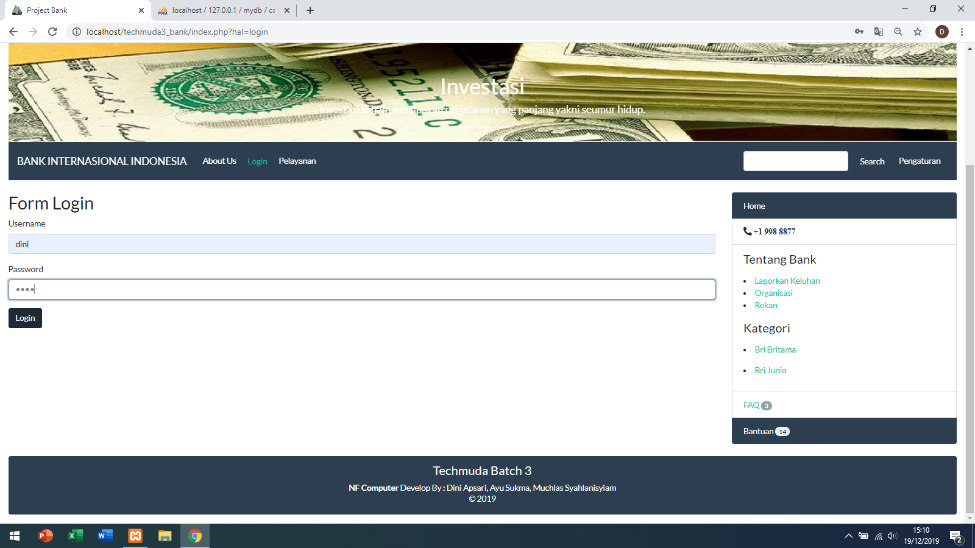 Project Bank
localhost / 127.0.0.1 / mydb / cs
localhost/techmuda3_bank/index.php?hal=login
D
Investasi
yang panjang yakni seumur hidup.
BANK INTERNASIONAL INDONESIA
About Us
Login
Pelayanan
Search
Pengaturan
Form Login
Username
dini
Password
Login
Home
+1 998 8877
Tentang Bank
Laporkan Keluhan
Organisasi
Rekan
Kategori
Bri Britama
Bri Junio
FAQ 3
Bantuan 14
Techmuda Batch 3
NF Computer Develop By : Dini Apsari, Ayu Sukma, Muchlas Syahlanisyiam
© 2019
15:10
19/12/2019
2